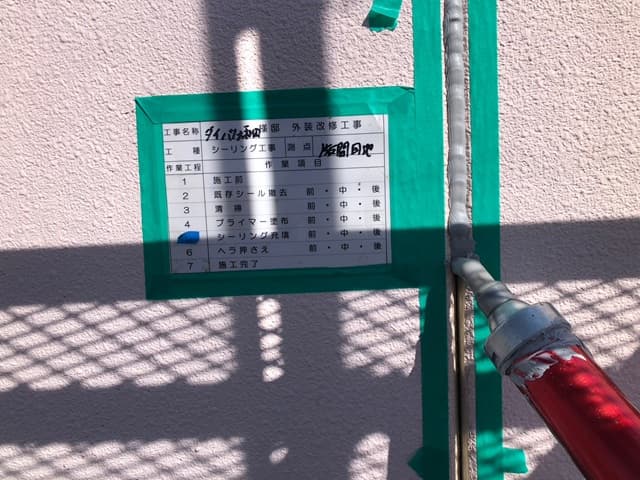 工事名称 様邸 外装改修工事
工種 シーリング工事 測点 目地
作業工程 作業項目
1 施工前
2 既存シール撤去 前・中・後
3 清掃 前・中・後
4 プライマー塗布 前・中・後
シーリング充填 前・中・後
6 ヘラ押さえ 前・中・後
7 施工完了